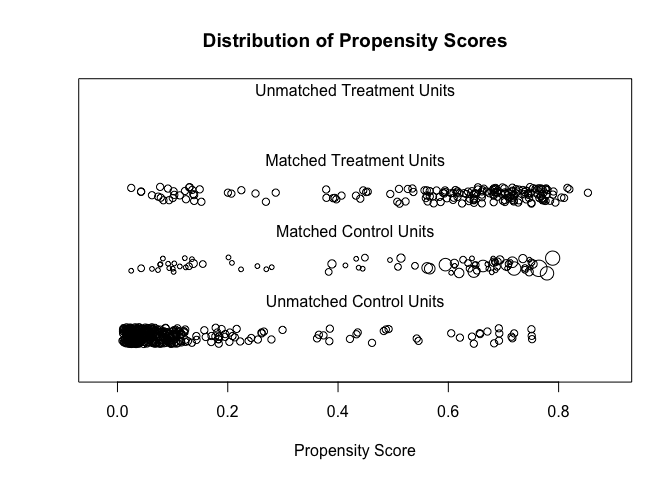 Distribution of Propensity Scores
Unmatched Treatment Units
Matched Treatment Units
Matched Control Units
Unmatched Control Units
0.0 0.2 0.4 0.6 0.8
Propensity Score